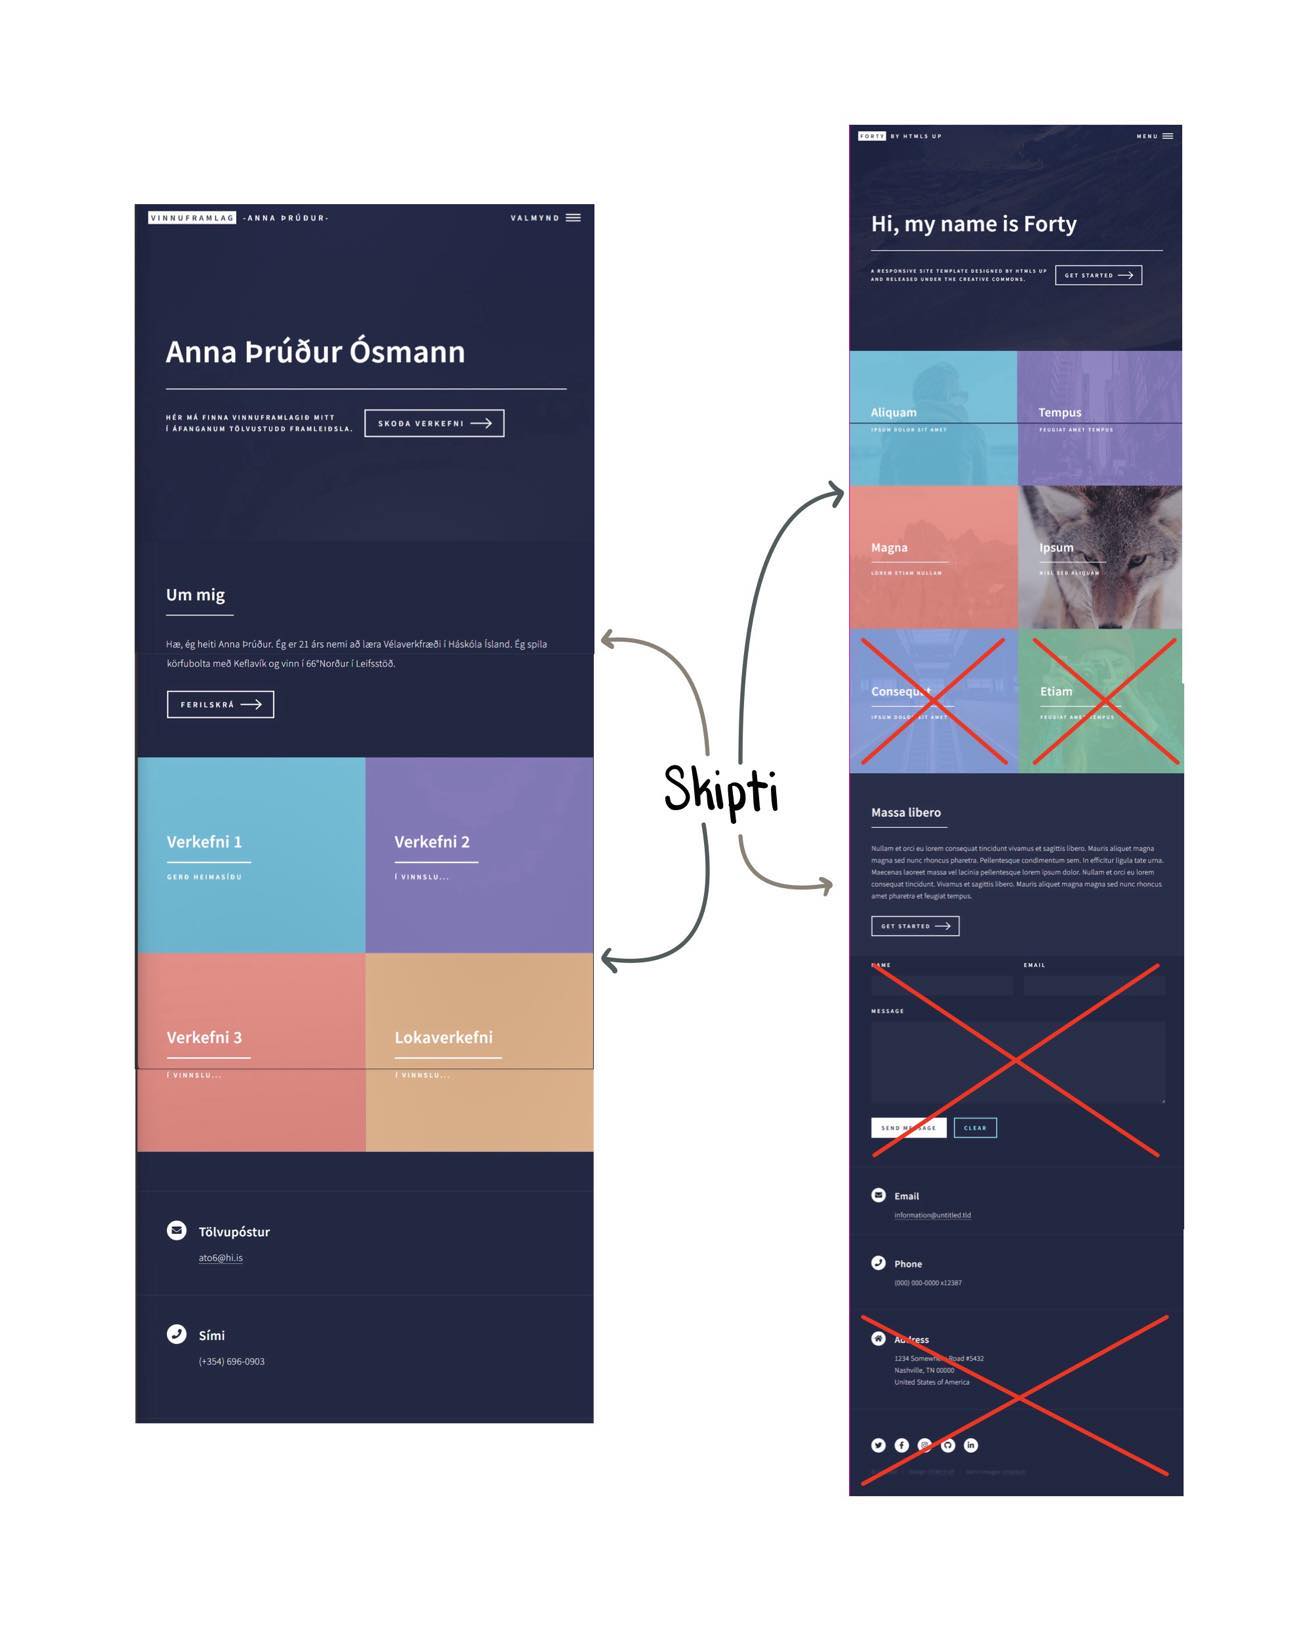 VINNUFRAMLAG -ANNA ÞRÚÐUR-
VALMYND
Anna Þrúður Ósmann
HÉR MÁ FINNA VINNUFRAMLAGIÐ MITT
Í ÁFANGANUM TÖLVUSTUDD FRAMLEIÐSLA.
SKOÐA VERKEFNI
Um mig
Hæ, ég heiti Anna Þrúður. Ég er 21 árs nemi að læra Vélaverkfræði í Háskóla Ísland. Ég spila
körfubolta með Keflavík og vinn í 66°Norður í Leifsstöð.
FERILSKRÁ
Verkefni 1
GERÐ HEIMASÍÐU
Verkefni 2
Í VINNSLU...
Verkefni 3
Í VINNSLU...
Lokaverkefni
Í VINNSLU...
Tölvupóstur
ato6@hi.is
Sími
(+354) 696-0903
Skipti
FORTY BY HTML5 UP
MENU
Hi, my name is Forty
A RESPONSIVE SITE TEMPLATE DESIGNED BY HTML5 UP
AND RELEASED UNDER THE CREATIVE COMMONS.
GET STARTED
Aliquam
IPSUM DOLOR SIT AMET
Tempus
FEUGIAT AMET TEMPUS
Magna
LOREM ETIAM NULLAM
Ipsum
NISL SED ALIQUAM
Consequat
IPSUM DOLOR SIT AMET
Etiam
FEUGIAT AMET TEMPUS
Massa libero
Nullam et orci eu lorem consequat tincidunt vivamus et sagittis libero. Mauris aliquet magna
magna sed nunc rhoncus pharetra. Pellentesque condimentum sem. In efficitur ligula tate urna.
Maecenas laoreet massa vel lacinia pellentesque lorem ipsum dolor. Nullam et orci eu lorem
consequat tincidunt. Vivamus et sagittis libero. Mauris aliquet magna magna sed nunc rhoncus
amet pharetra et feugiat tempus.
GET STARTED
NAME
EMAIL
MESSAGE
SEND MESSAGE
CLEAR
Email
information@untitled.tld
Phone
(000) 000-0000 x12387
Address
1234 Somewhere Road #5432
Nashville, TN 00000
United States of America